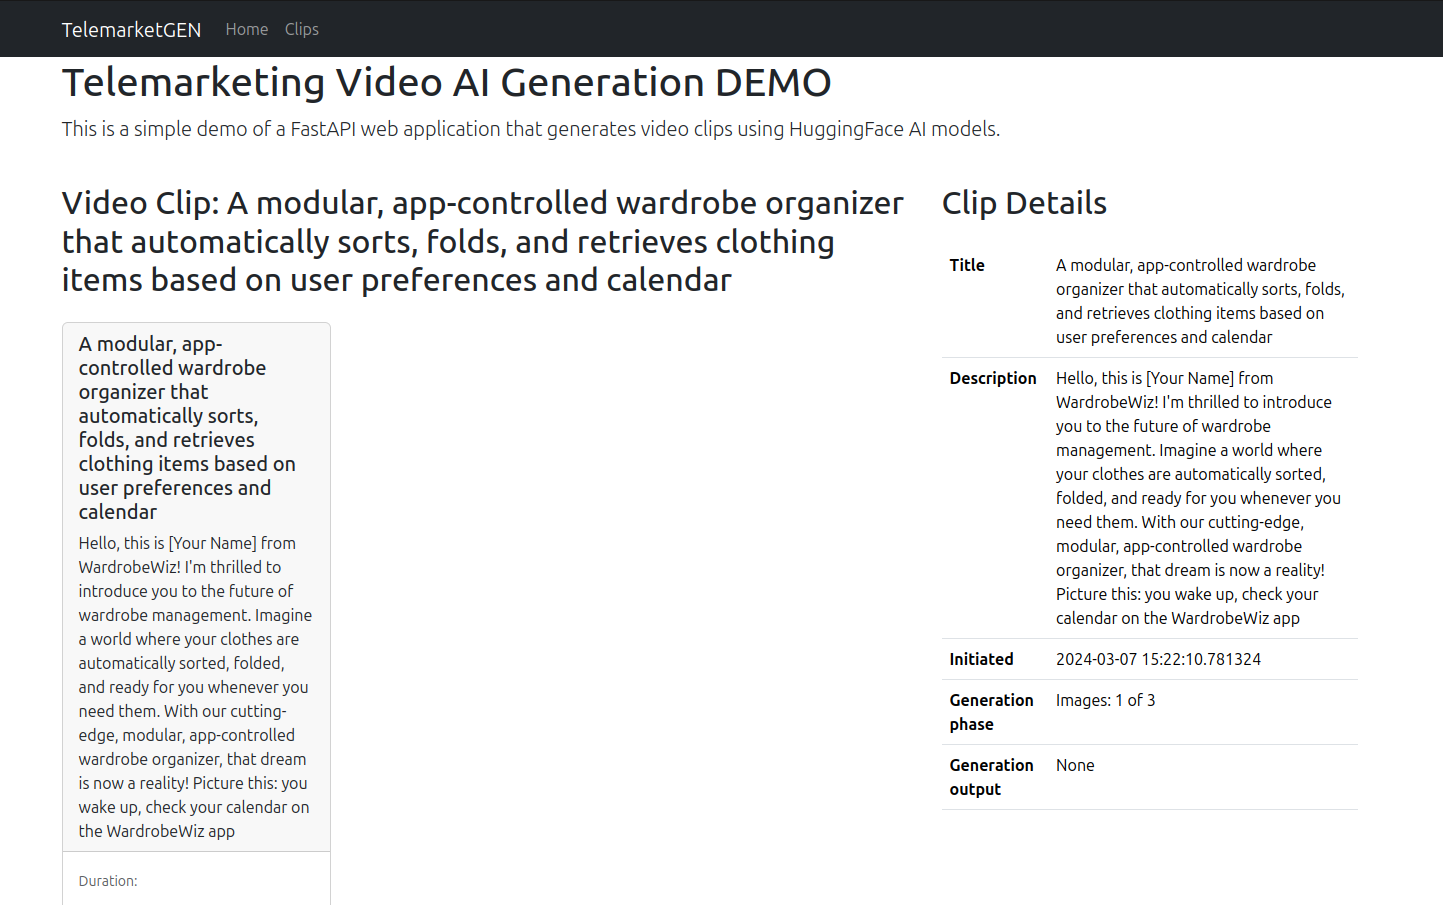 TelemarketGEN Home Clips
Telemarketing Video AI Generation DEMO
This is a simple demo of a FastAPI web application that generates video clips using HuggingFace AI models.
Video Clip: A modular, app-controlled wardrobe organizer
that automatically sorts, folds, and retrieves clothing
items based on user preferences and calendar
A modular, app-
controlled wardrobe
organizer that
automatically sorts,
folds, and retrieves
clothing items based on
user preferences and
calendar
Hello, this is [Your Name] from
WardrobeWiz! I'm thrilled to
introduce you to the future of
wardrobe management. Imagine
a world where your clothes are
automatically sorted, folded,
and ready for you whenever you
need them. With our cutting-
edge, modular, app-controlled
wardrobe organizer, that dream
is now a reality! Picture this: you
wake up, check your calendar on
the WardrobeWiz app
Duration:
Clip Details
Title A modular, app-controlled wardrobe
organizer that automatically sorts, folds,
and retrieves clothing items based on
user preferences and calendar
Description Hello, this is [Your Name] from
WardrobeWiz! I'm thrilled to introduce
you to the future of wardrobe
management. Imagine a world where
your clothes are automatically sorted,
folded, and ready for you whenever you
need them. With our cutting-edge,
modular, app-controlled wardrobe
organizer, that dream is now a reality!
Picture this: you wake up, check your
calendar on the WardrobeWiz app
Initiated 2024-03-07 15:22:10.781324
Generation Images: 1 of 3
phase
Generation None
output